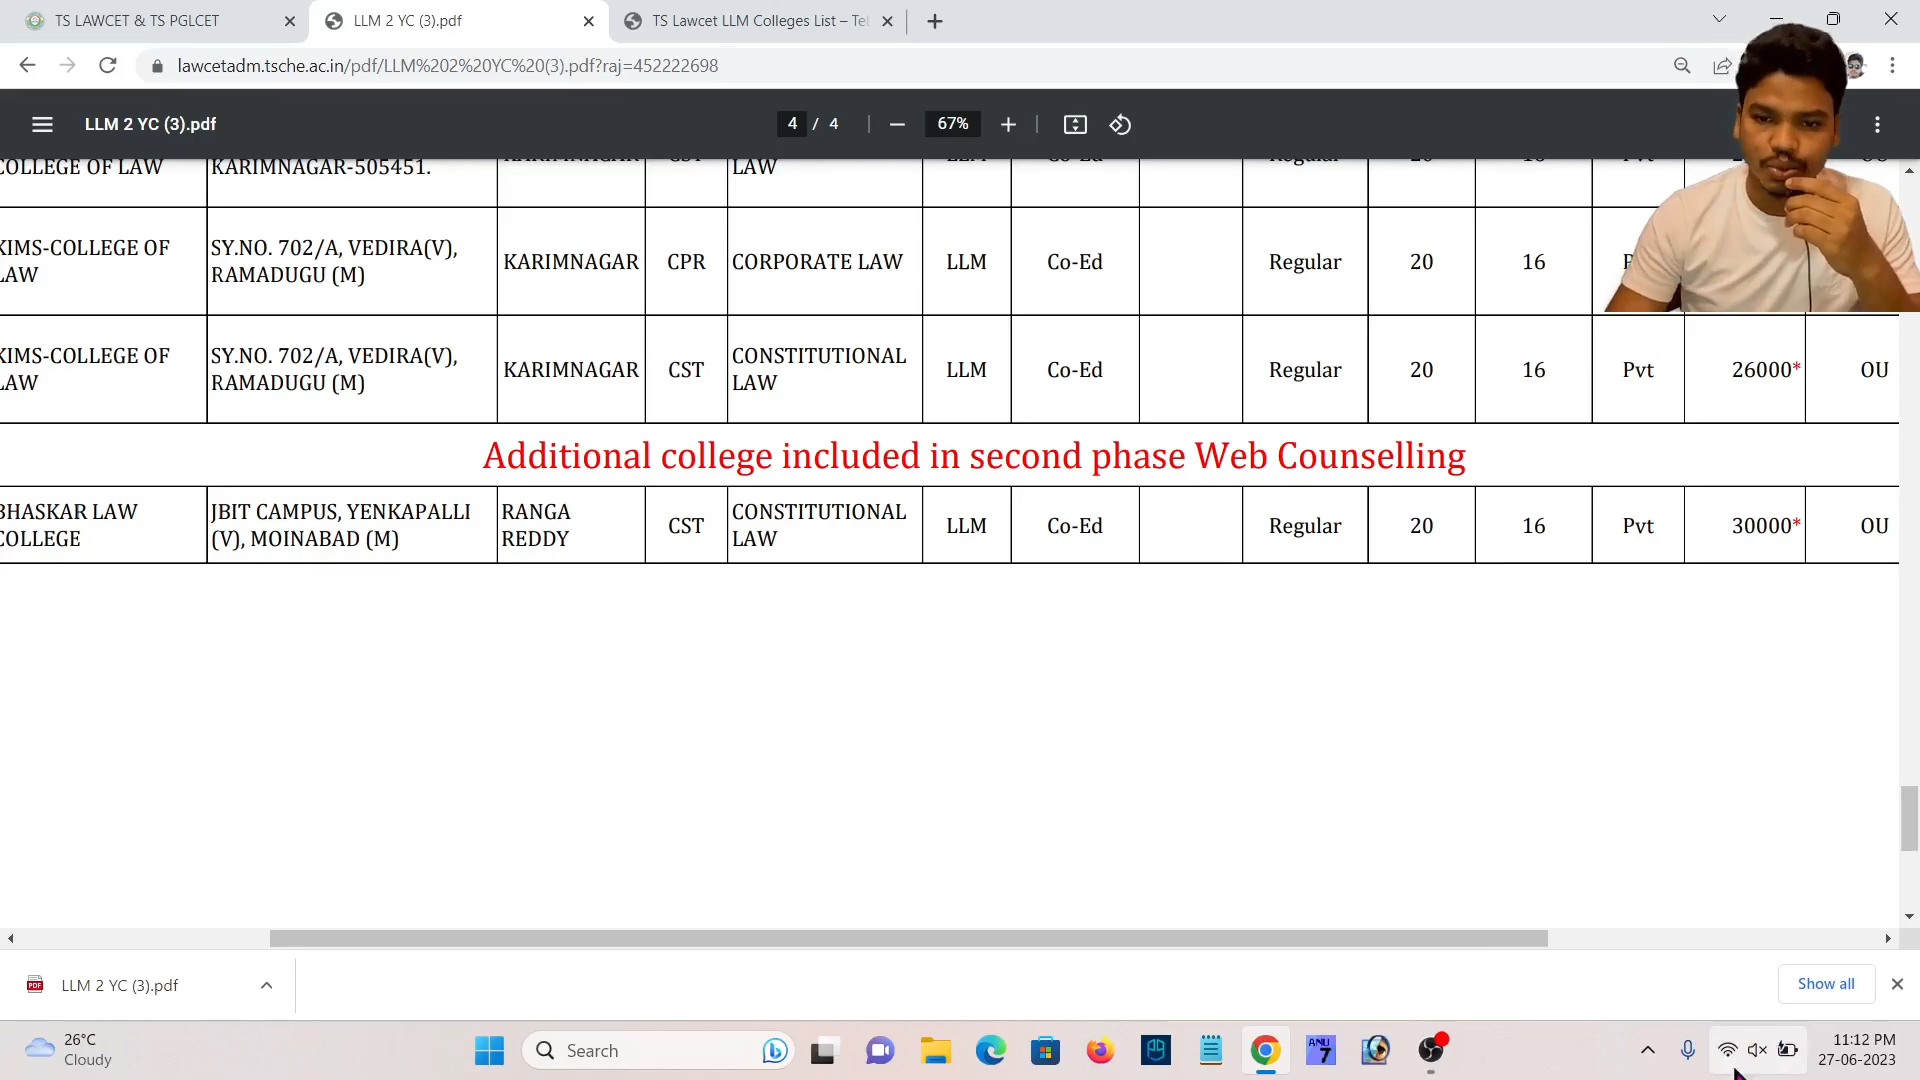 TS LAWCET & TS PGLCET
LLM 2 YC (3).pdf
TS Lawcet LLM Colleges List – Tel
lawcetadm.tsche.ac.in/pdf/LLM%202%20YC%20(3).pdf?raj=452222698
LLM 2 YC (3).pdf
4 / 4
67%
COLLEGE OF LAW KARIMNAGAR-505451. LAW
KIMS-COLLEGE OF LAW SY.NO. 702/A, VEDIRA(V), RAMADUGU (M) KARIMNAGAR CPR CORPORATE LAW LLM Co-Ed Regular 20 16
KIMS-COLLEGE OF LAW SY.NO. 702/A, VEDIRA(V), RAMADUGU (M) KARIMNAGAR CST CONSTITUTIONAL LAW LLM Co-Ed Regular 20 16 Pvt 26000* OU
Additional college included in second phase Web Counselling
BHASKAR LAW COLLEGE JBIT CAMPUS, YENKAPALLI (V), MOINABAD (M) RANGA REDDY CST CONSTITUTIONAL LAW LLM Co-Ed Regular 20 16 Pvt 30000* OU
LLM 2 YC (3).pdf
Show all
26°C
Cloudy
Search
ANU 7
11:12 PM
27-06-2023